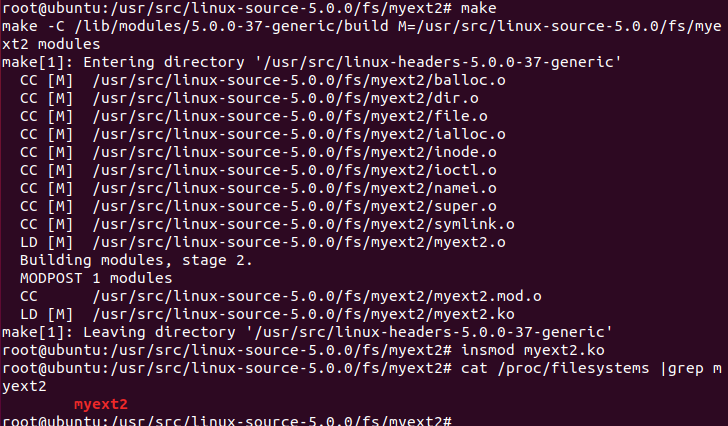 root@ubuntu:/usr/src/linux-source-5.0.0/fs/myext2# make
make -C /lib/modules/5.0.0-37-generic/build M=/usr/src/linux-source-5.0.0/fs/mye
xt2 modules
make[1]: Entering directory '/usr/src/linux-headers-5.0.0-37-generic'
  CC [M]  /usr/src/linux-source-5.0.0/fs/myext2/balloc.o
  CC [M]  /usr/src/linux-source-5.0.0/fs/myext2/dir.o
  CC [M]  /usr/src/linux-source-5.0.0/fs/myext2/file.o
  CC [M]  /usr/src/linux-source-5.0.0/fs/myext2/ialloc.o
  CC [M]  /usr/src/linux-source-5.0.0/fs/myext2/inode.o
  CC [M]  /usr/src/linux-source-5.0.0/fs/myext2/ioctl.o
  CC [M]  /usr/src/linux-source-5.0.0/fs/myext2/namei.o
  CC [M]  /usr/src/linux-source-5.0.0/fs/myext2/super.o
  CC [M]  /usr/src/linux-source-5.0.0/fs/myext2/symlink.o
  LD [M]  /usr/src/linux-source-5.0.0/fs/myext2/myext2.o
  Building modules, stage 2.
  MODPOST 1 modules
  CC      /usr/src/linux-source-5.0.0/fs/myext2/myext2.mod.o
  LD [M]  /usr/src/linux-source-5.0.0/fs/myext2/myext2.ko
make[1]: Leaving directory '/usr/src/linux-headers-5.0.0-37-generic'
root@ubuntu:/usr/src/linux-source-5.0.0/fs/myext2# insmod myext2.ko
root@ubuntu:/usr/src/linux-source-5.0.0/fs/myext2# cat /proc/filesystems |grep m
yext2
        myext2
root@ubuntu:/usr/src/linux-source-5.0.0/fs/myext2#